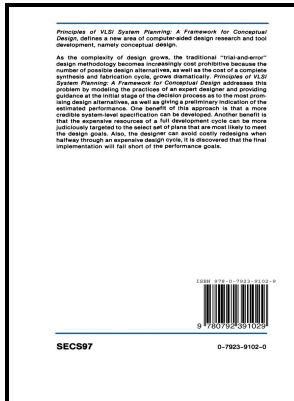 Principles of VLSI System Planning: A Framework for Conceptual
Design, defines a new area of computer-aided design research and tool
development, namely conceptual design.
As the complexity of design grows, the traditional "trial-and-error"
design methodology becomes increasingly cost prohibitive because the
number of possible design alternatives, as well as the cost of a complete
synthesis and fabrication cycle, grows dramatically. Principles of VLSI
System Planning: A Framework for Conceptual Design addresses this
problem by modeling the practices of an expert designer and providing
guidance at the initial stage of the decision process as to the most prom-
ising design alternatives, as well as giving a preliminary indication of the
estimated performance. One benefit of this approach is that a more
credible system-level specification can be developed. Another benefit is
that the expensive resources of a full development cycle can be more
judiciously targeted to the select set of plans that are most likely to meet
the design goals. Also, the designer can avoid costly redesigns when
halfway through an expensive design cycle, it is discovered that the final
implementation will fall short of the performance goals.
ISBN 978-0-7923-9102-9
9 780792 391029
SECS97
0-7923-9102-0